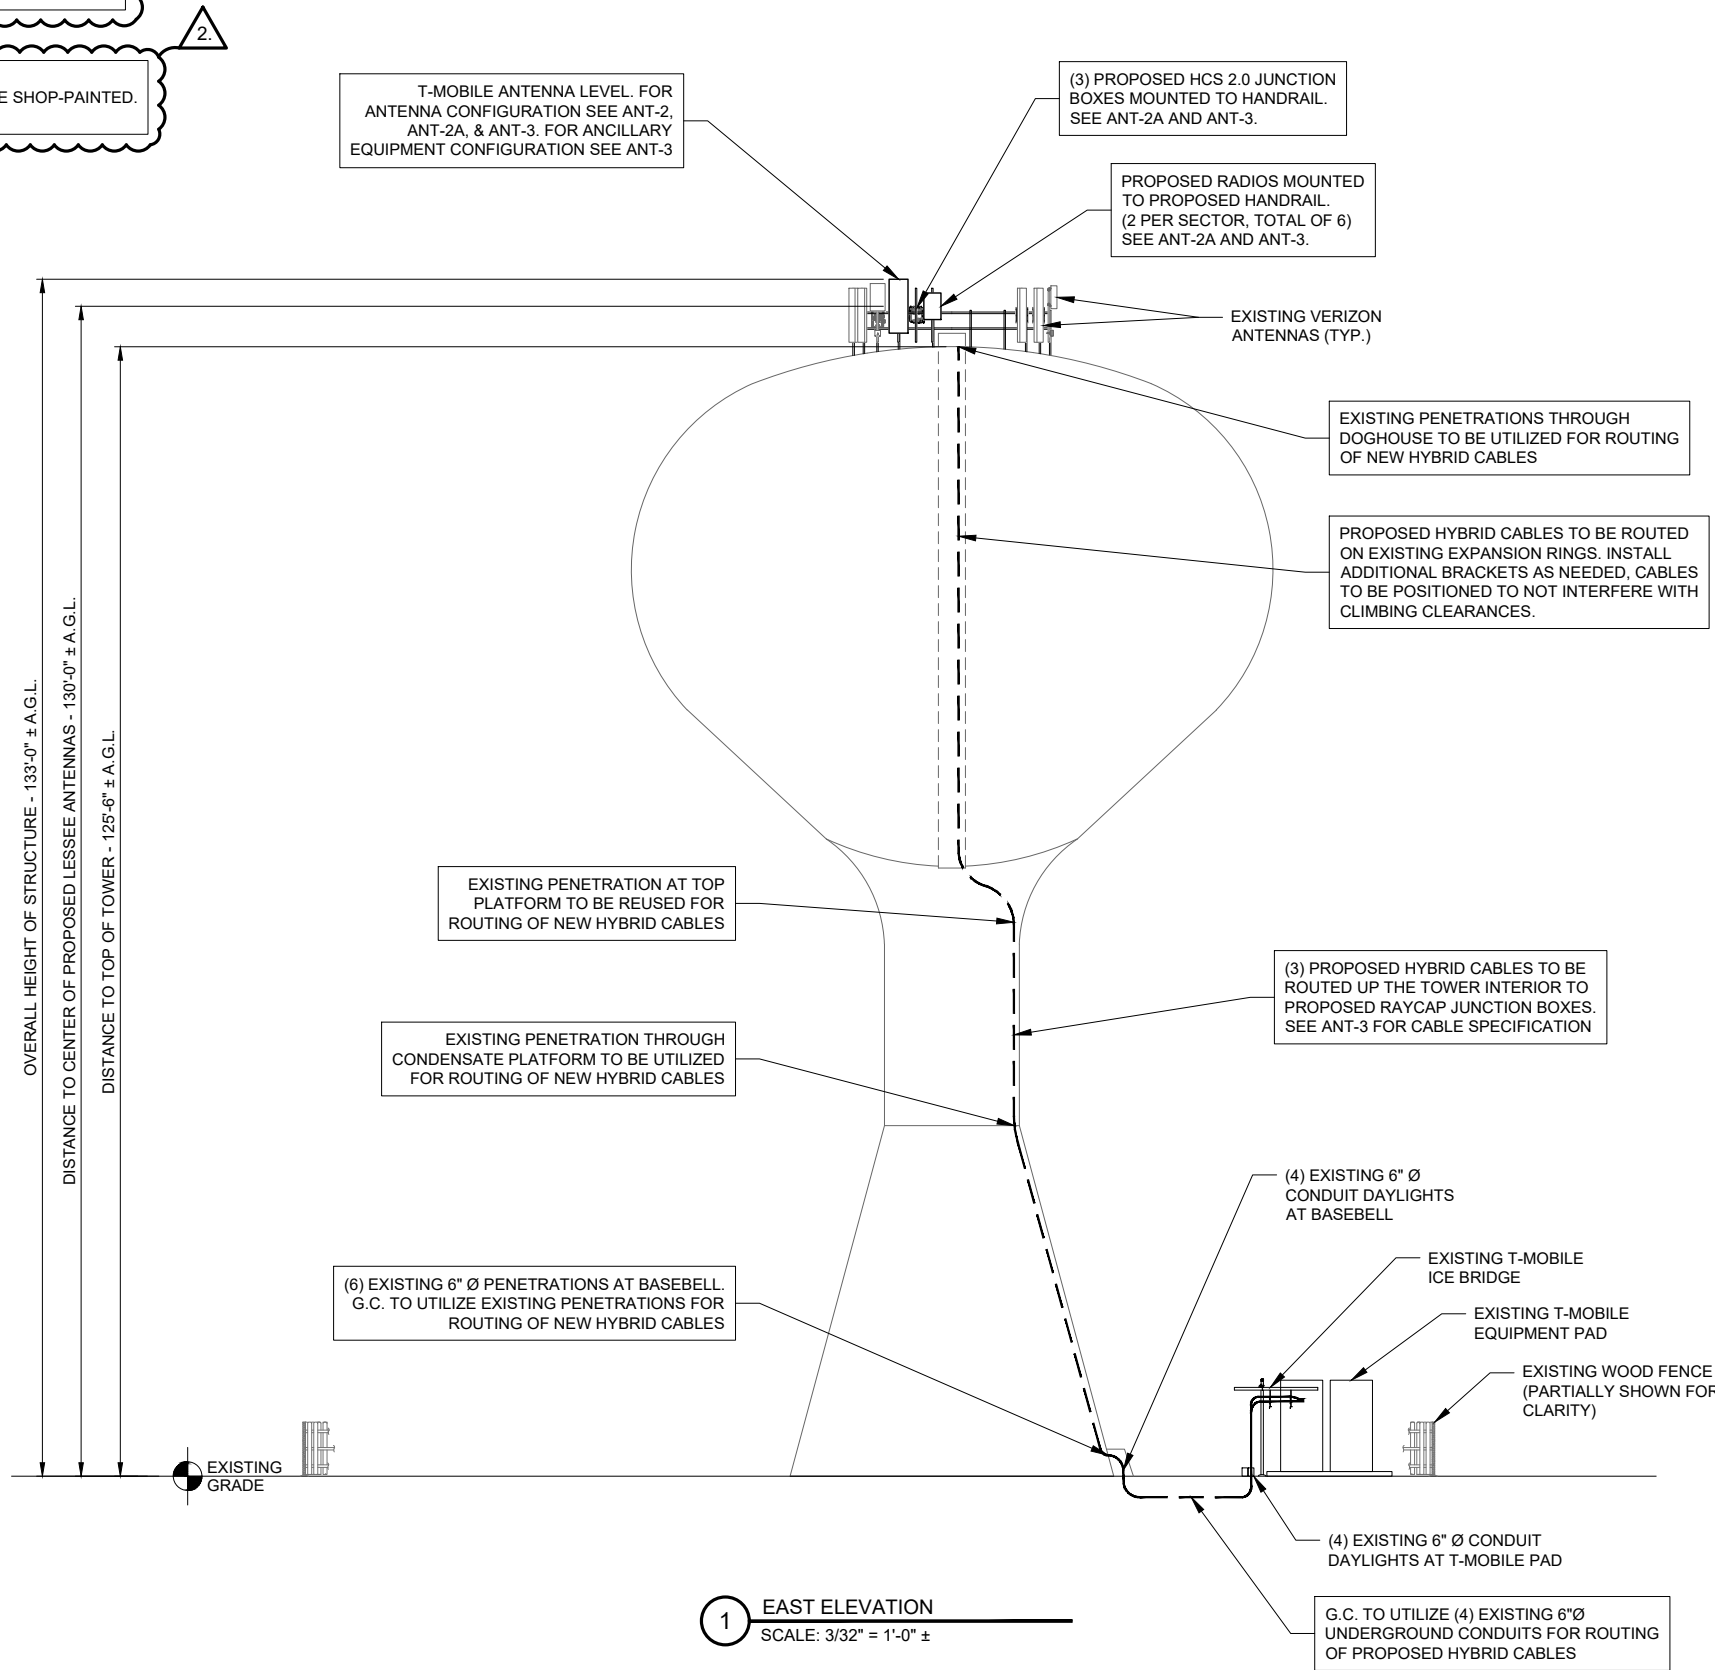 2.
E SHOP-PAINTED.
T-MOBILE ANTENNA LEVEL. FOR
ANTENNA CONFIGURATION SEE ANT-2,
ANT-2A, & ANT-3. FOR ANCILLARY
EQUIPMENT CONFIGURATION SEE ANT-3
(3) PROPOSED HCS 2.0 JUNCTION
BOXES MOUNTED TO HANDRAIL.
SEE ANT-2A AND ANT-3.
PROPOSED RADIOS MOUNTED
TO PROPOSED HANDRAIL.
(2 PER SECTOR, TOTAL OF 6)
SEE ANT-2A AND ANT-3.
EXISTING VERIZON
ANTENNAS (TYP.)
EXISTING PENETRATIONS THROUGH
DOGHOUSE TO BE UTILIZED FOR ROUTING
OF NEW HYBRID CABLES
PROPOSED HYBRID CABLES TO BE ROUTED
ON EXISTING EXPANSION RINGS. INSTALL
ADDITIONAL BRACKETS AS NEEDED, CABLES
TO BE POSITIONED TO NOT INTERFERE WITH
CLIMBING CLEARANCES.
OVERALL HEIGHT OF STRUCTURE - 133'-0" ± A.G.L.
DISTANCE TO CENTER OF PROPOSED LESSEE ANTENNAS - 130'-0" ± A.G.L.
DISTANCE TO TOP OF TOWER - 125'-6" ± A.G.L.
EXISTING PENETRATION AT TOP
PLATFORM TO BE REUSED FOR
ROUTING OF NEW HYBRID CABLES
(3) PROPOSED HYBRID CABLES TO BE
ROUTED UP THE TOWER INTERIOR TO
PROPOSED RAYCAP JUNCTION BOXES.
SEE ANT-3 FOR CABLE SPECIFICATION
EXISTING PENETRATION THROUGH
CONDENSATE PLATFORM TO BE UTILIZED
FOR ROUTING OF NEW HYBRID CABLES
(4) EXISTING 6" Ø
CONDUIT DAYLIGHTS
AT BASEBELL
EXISTING T-MOBILE
ICE BRIDGE
(6) EXISTING 6" Ø PENETRATIONS AT BASEBELL.
G.C. TO UTILIZE EXISTING PENETRATIONS FOR
ROUTING OF NEW HYBRID CABLES
EXISTING T-MOBILE
EQUIPMENT PAD
EXISTING WOOD FENCE
(PARTIALLY SHOWN FOR
CLARITY)
EXISTING
GRADE
(4) EXISTING 6" Ø CONDUIT
DAYLIGHTS AT T-MOBILE PAD
G.C. TO UTILIZE (4) EXISTING 6"Ø
UNDERGROUND CONDUITS FOR ROUTING
OF PROPOSED HYBRID CABLES
1
EAST ELEVATION
SCALE: 3/32" = 1'-0" ±